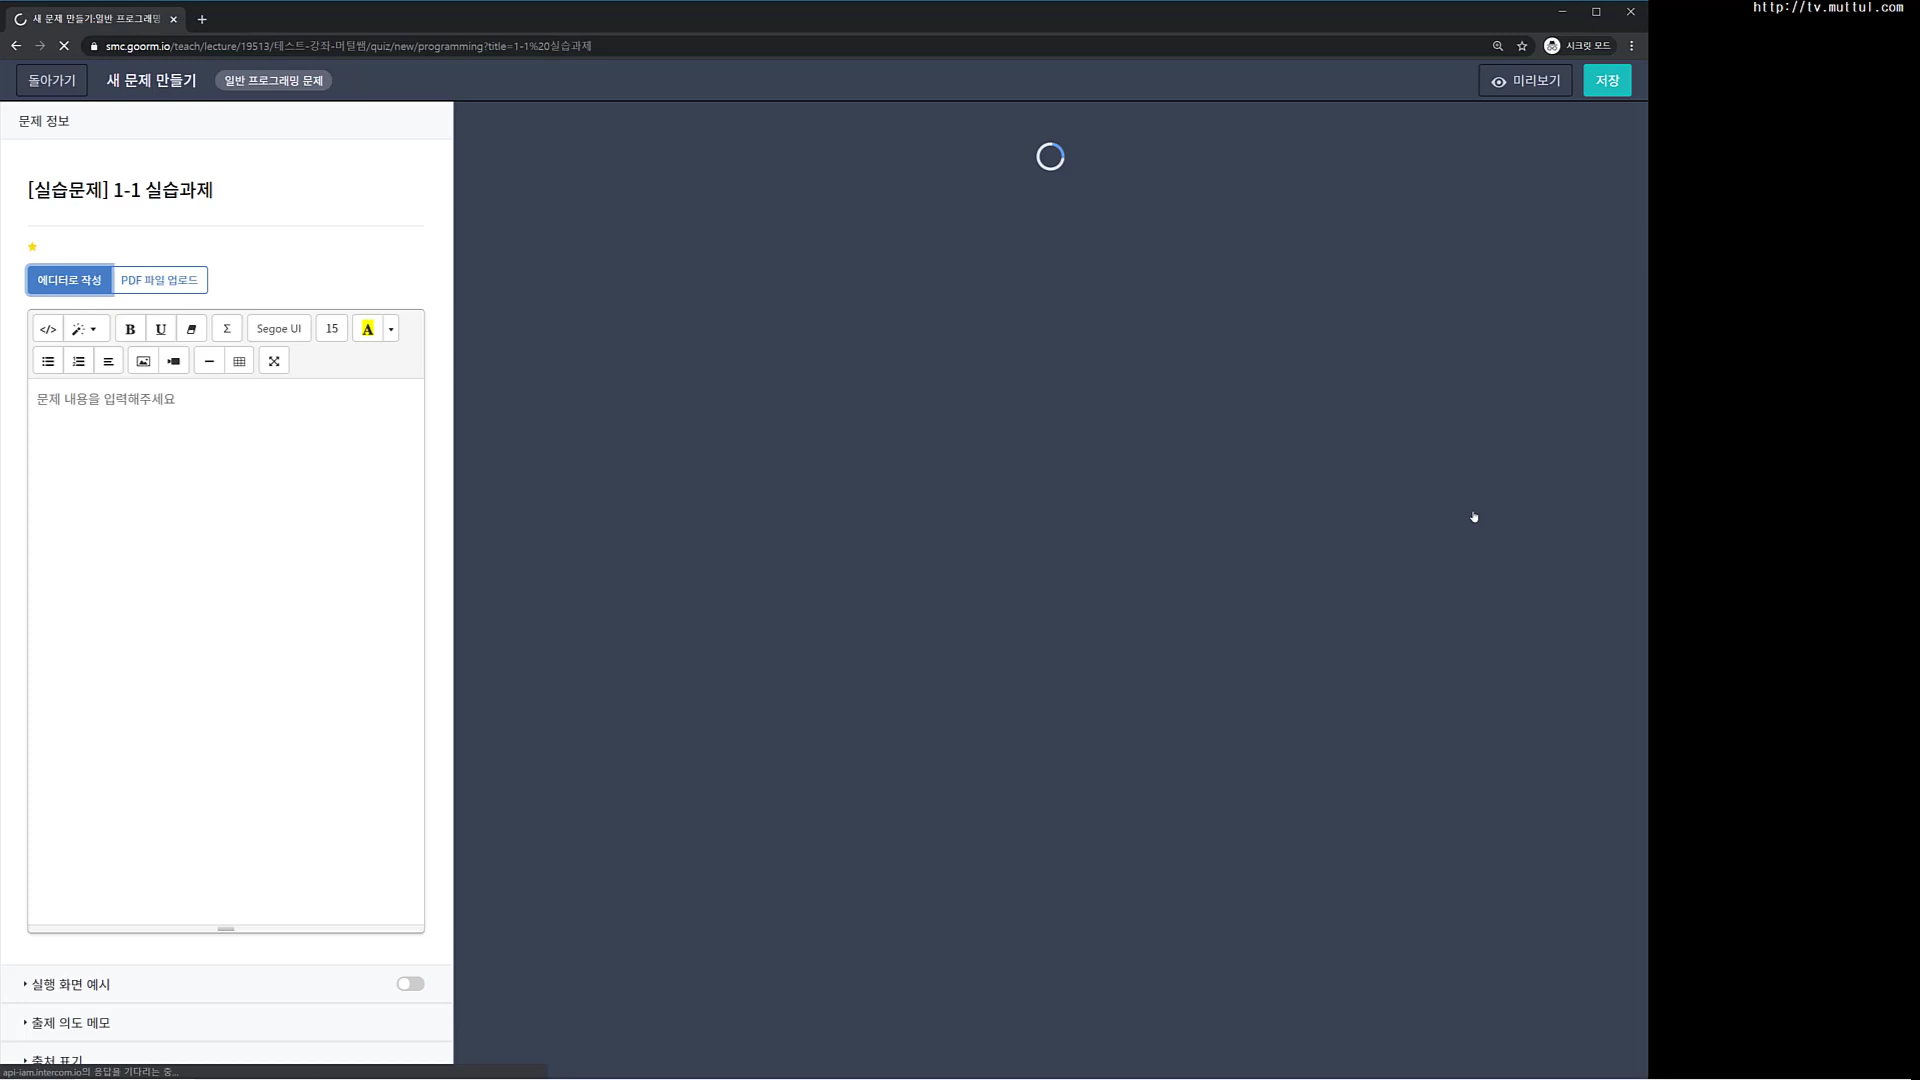 http://tv.muttul.com
새 문제 만들기:일반 프로그래밍
smc.goorm.io/teach/lecture/19513/테스트-강좌-머털쌤/quiz/new/programming?title=1-1%20실습과제
시크릿 모드
돌아가기 새 문제 만들기 일반 프로그래밍 문제 미리보기 저장
문제 정보
[실습문제] 1-1 실습과제
에디터로 작성 PDF 파일 업로드
</> B U Σ Segoe UI 15 A
문제 내용을 입력해주세요
실행 화면 예시
출제 의도 메모
출처 표기
api-iam.intercom.io의 응답을 기다리는 중...